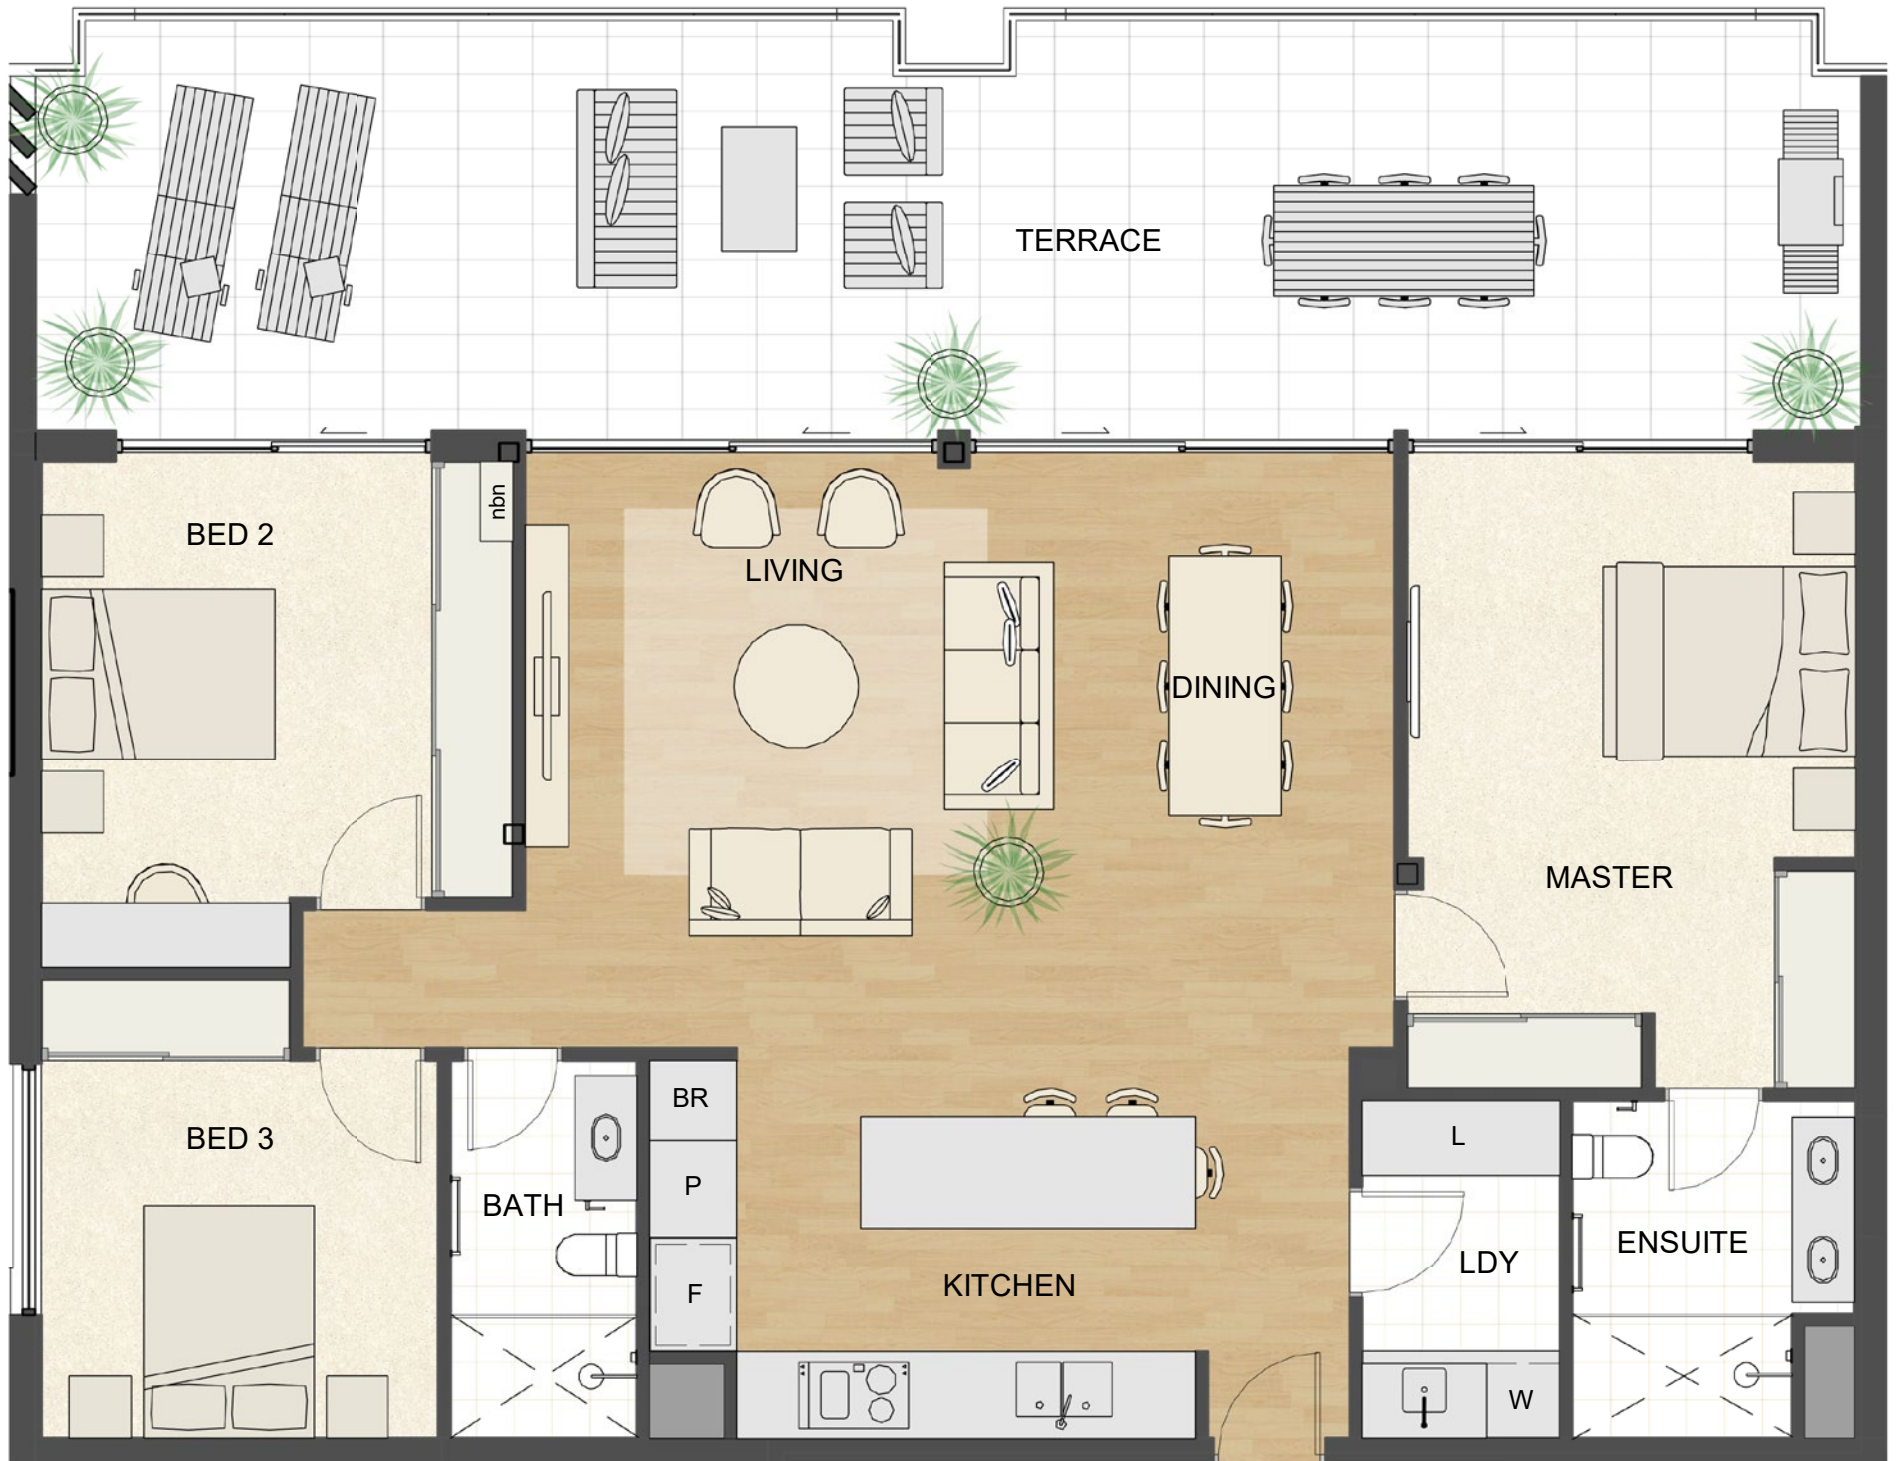 TERRACE
nbn
BED 2
LIVING
DINING
MASTER
BR
BED 3
L
P
BATH
ENSUITE
LDY
KITCHEN
F
W